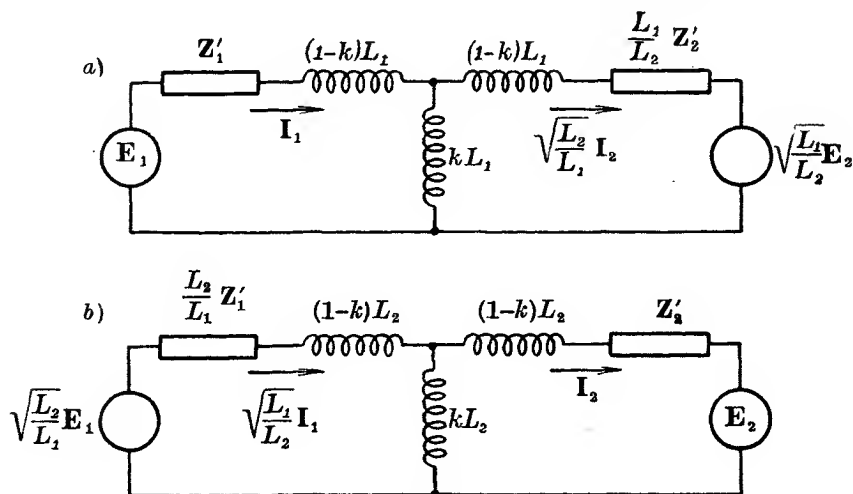 a)
Z′₁
(1-k)L₁
(1-k)L₁
L₁/L₂ Z′₂
E₁
I₁
kL₁
√(L₂/L₁) I₂
√(L₁/L₂) E₂
b)
L₂/L₁ Z′₁
(1-k)L₂
(1-k)L₂
Z′₂
√(L₂/L₁) E₁
√(L₁/L₂) I₁
kL₂
I₂
E₂